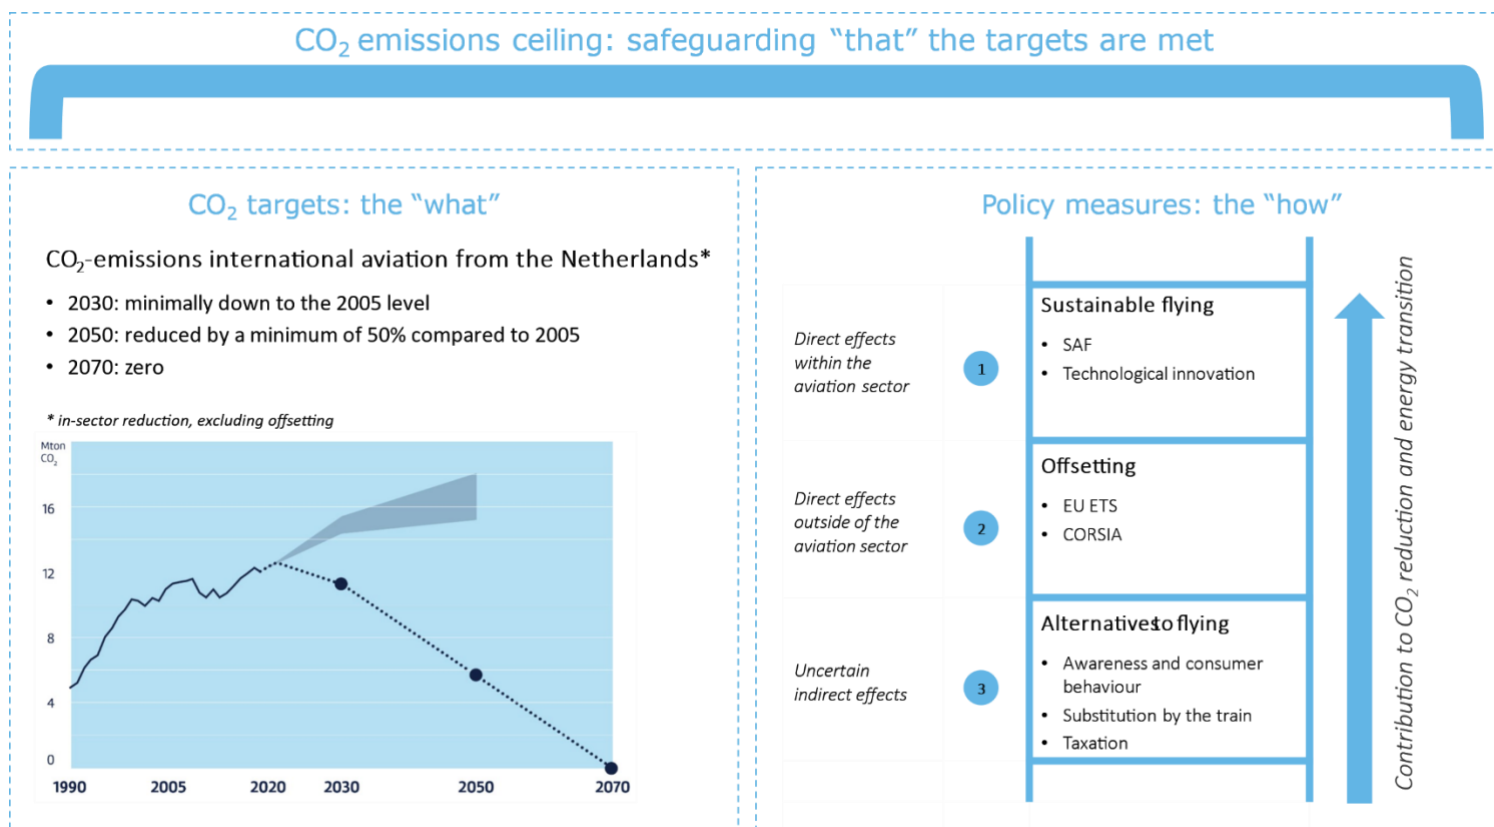 CO₂ emissions ceiling: safeguarding “that” the targets are met
CO₂ targets: the “what”
CO₂-emissions international aviation from the Netherlands*
• 2030: minimally down to the 2005 level
• 2050: reduced by a minimum of 50% compared to 2005
• 2070: zero
* in-sector reduction, excluding offsetting
Mton
CO₂
16
12
8
4
0
1990 2005 2020 2030 2050 2070
Policy measures: the “how”
Direct effects
within the
aviation sector
1
Sustainable flying
• SAF
• Technological innovation
Direct effects
outside of the
aviation sector
2
Offsetting
• EU ETS
• CORSIA
Uncertain
indirect effects
3
Alternatives to flying
• Awareness and consumer
behaviour
• Substitution by the train
• Taxation
Contribution to CO₂ reduction and energy transition